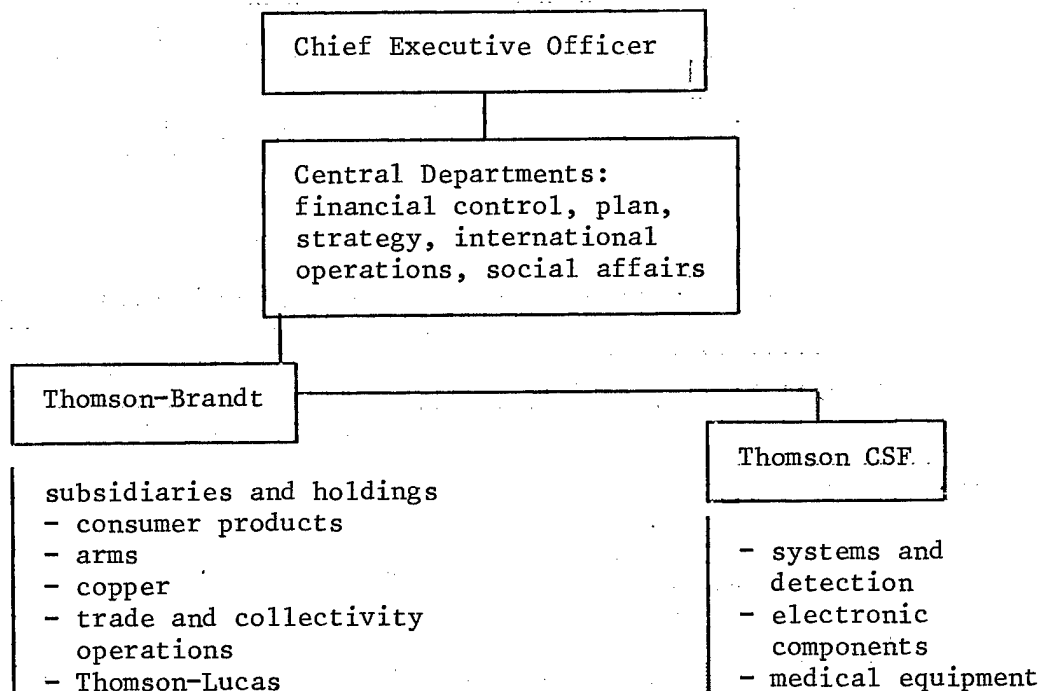 Chief Executive Officer
Central Departments:
financial control, plan,
strategy, international
operations, social affairs
Thomson-Brandt
Thomson CSF
subsidiaries and holdings
- consumer products
- arms
- copper
- trade and collectivity
operations
- Thomson-Lucas
- systems and
detection
- electronic
components
- medical equipment